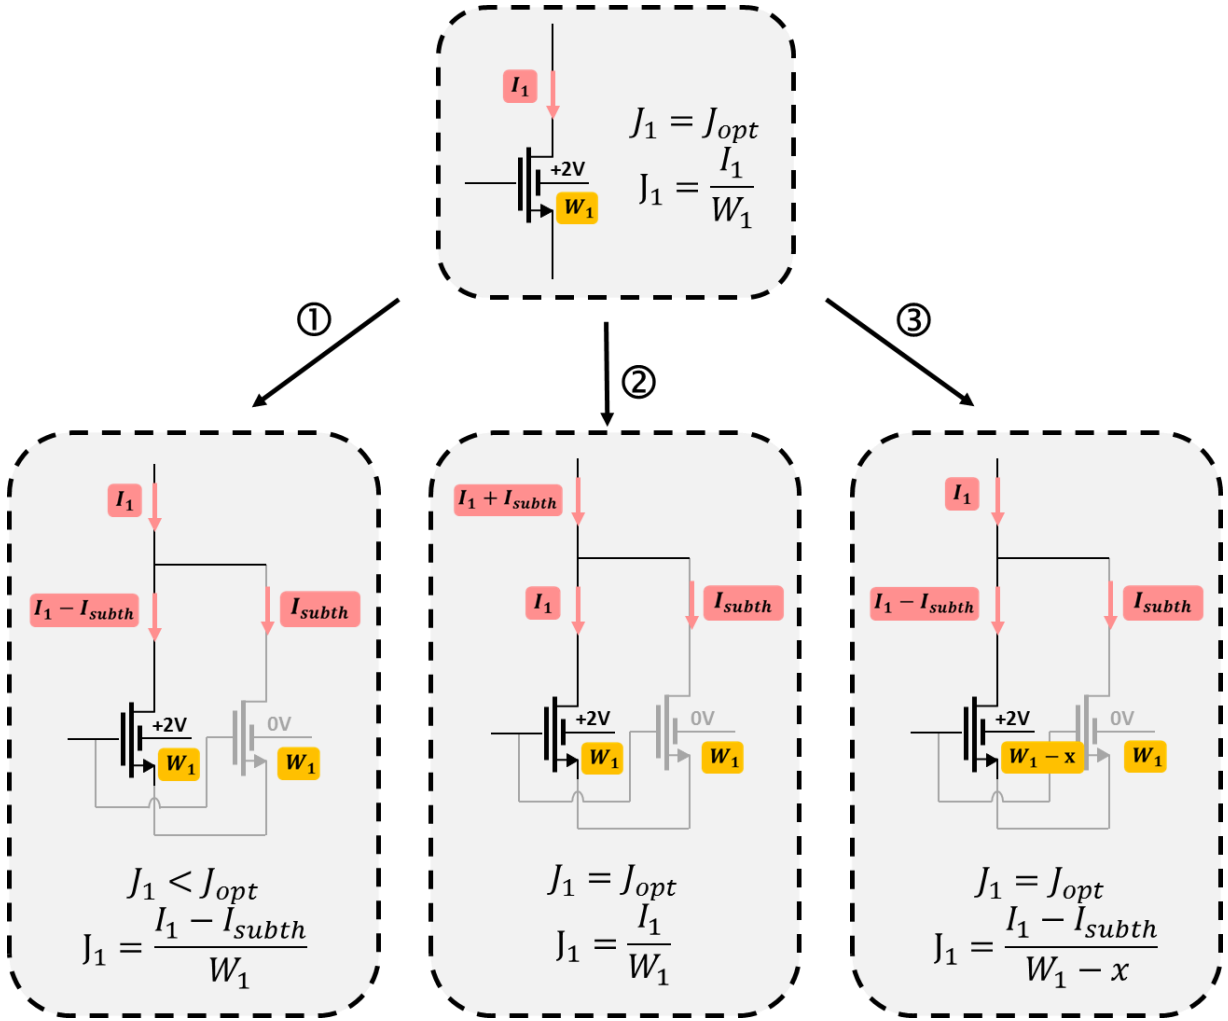 I₁
J₁ = J_opt
+2V
W₁
J₁ = I₁ / W₁
①
②
③
I₁
I₁ − I_subth
I_subth
+2V
0V
W₁
W₁
J₁ < J_opt
J₁ = (I₁ − I_subth) / W₁
I₁ + I_subth
I₁
I_subth
+2V
0V
W₁
W₁
J₁ = J_opt
J₁ = I₁ / W₁
I₁
I₁ − I_subth
I_subth
+2V
0V
W₁ − x
W₁
J₁ = J_opt
J₁ = (I₁ − I_subth) / (W₁ − x)